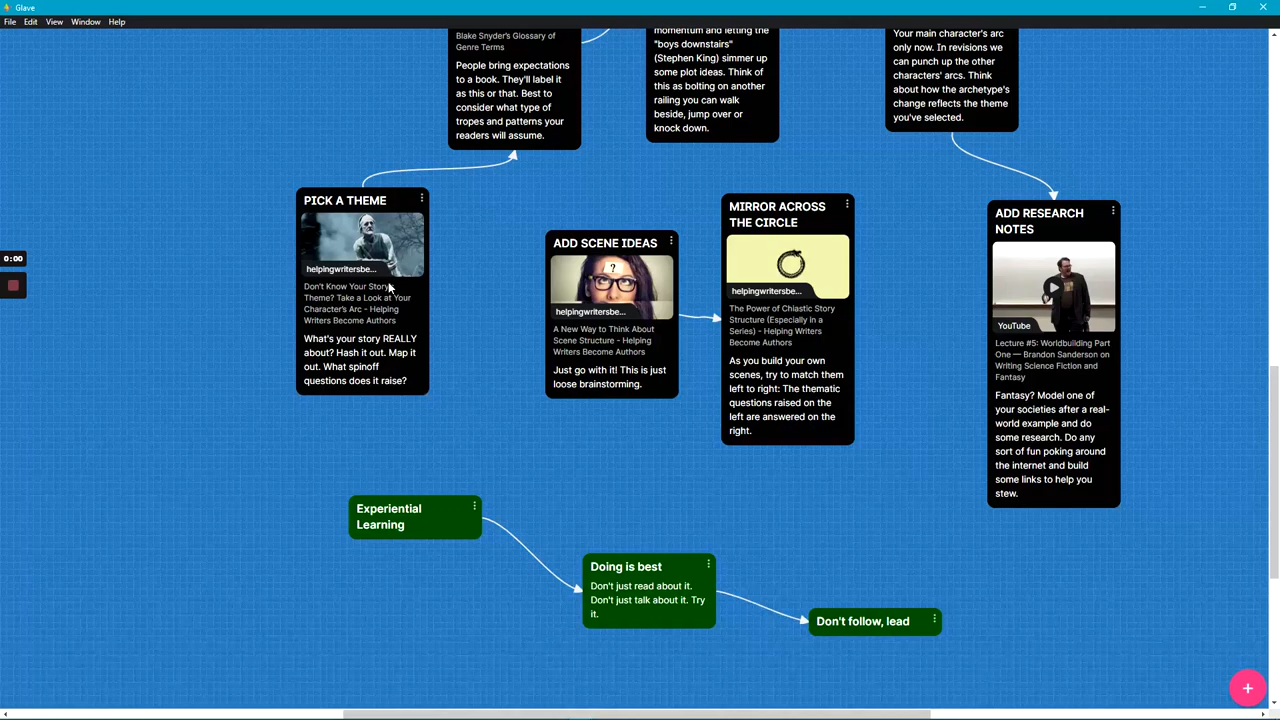 Glave
File Edit View Window Help
Blake Snyder's Glossary of
Genre Terms
People bring expectations
to a book. They'll label it
as this or that. Best to
consider what type of
tropes and patterns your
readers will assume.
momentum and letting the
"boys downstairs"
(Stephen King) simmer up
some plot ideas. Think of
this as bolting on another
railing you can walk
beside, jump over or
knock down.
Your main character's arc
only now. In revisions we
can punch up the other
characters' arcs. Think
about how the archetype's
change reflects the theme
you've selected.
0:00
PICK A THEME
helpingwritersbe...
Don't Know Your Story's
Theme? Take a Look at Your
Character's Arc - Helping
Writers Become Authors
What's your story REALLY
about? Hash it out. Map it
out. What spinoff
questions does it raise?
ADD SCENE IDEAS
?
helpingwritersbe...
A New Way to Think About
Scene Structure - Helping
Writers Become Authors
Just go with it! This is just
loose brainstorming.
MIRROR ACROSS
THE CIRCLE
helpingwritersbe...
The Power of Chiastic Story
Structure (Especially in a
Series) - Helping Writers
Become Authors
As you build your own
scenes, try to match them
left to right: The thematic
questions raised on the
left are answered on the
right.
ADD RESEARCH
NOTES
YouTube
Lecture #5: Worldbuilding Part
One — Brandon Sanderson on
Writing Science Fiction and
Fantasy
Fantasy? Model one of
your societies after a real-
world example and do
some research. Do any
sort of fun poking around
the internet and build
some links to help you
stew.
Experiential
Learning
Doing is best
Don't just read about it.
Don't just talk about it. Try
it.
Don't follow, lead